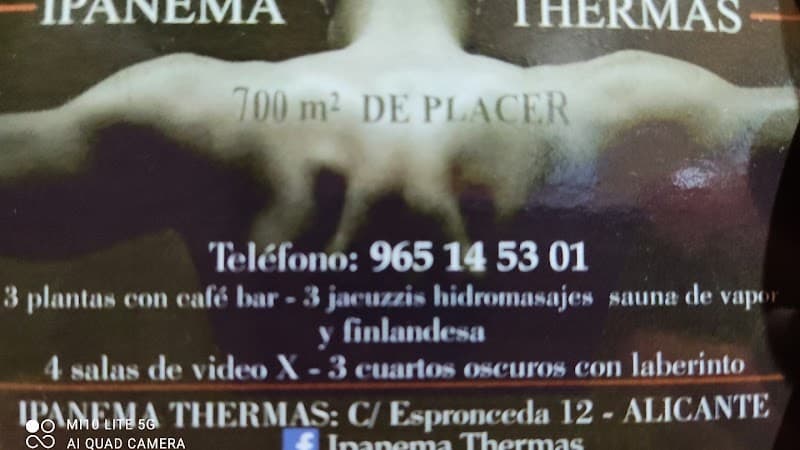 IPANEMA THERMAS
700 m² DE PLACER
Teléfono: 965 14 53 01
3 plantas con café bar - 3 jacuzzis hidromasajes sauna de vapor
y finlandesa
4 salas de video X - 3 cuartos oscuros con laberinto
IPANEMA THERMAS: C/ Espronceda 12 - ALICANTE
f Ipanema Thermas
MI 10 LITE 5G
AI QUAD CAMERA